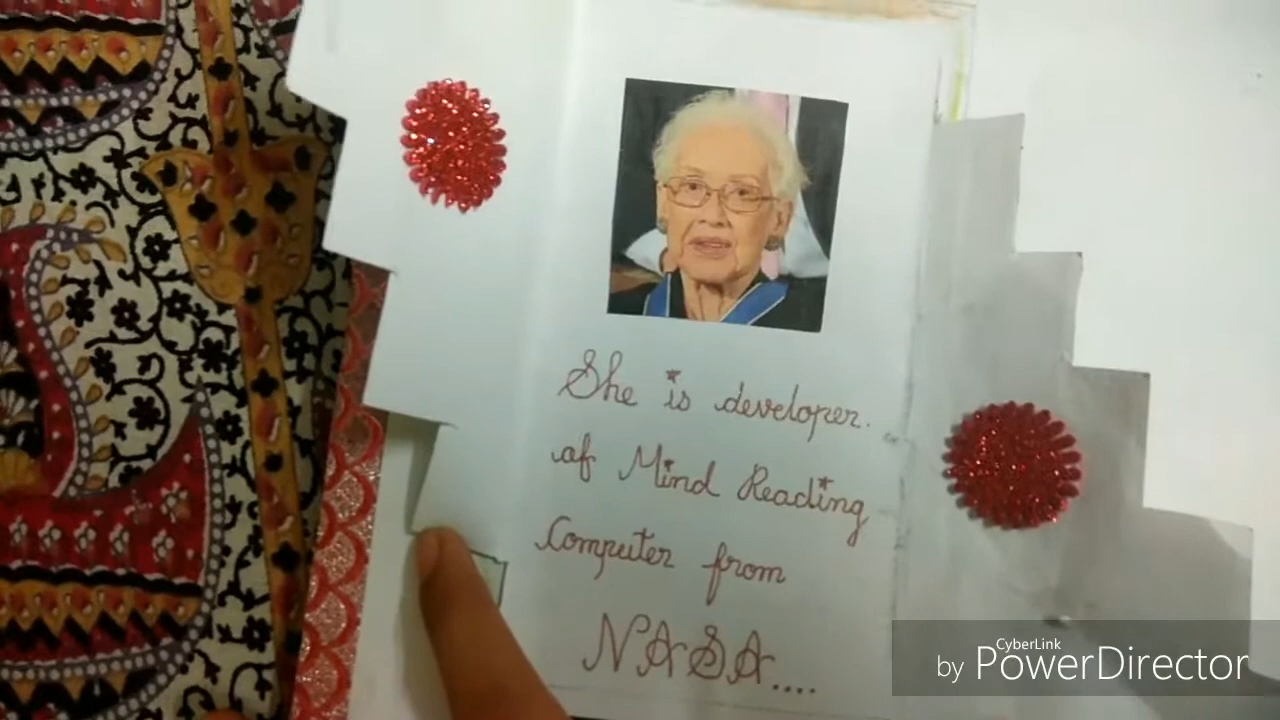 She is developer.
of Mind Reading
Computer from
NASA....
CyberLink
by PowerDirector